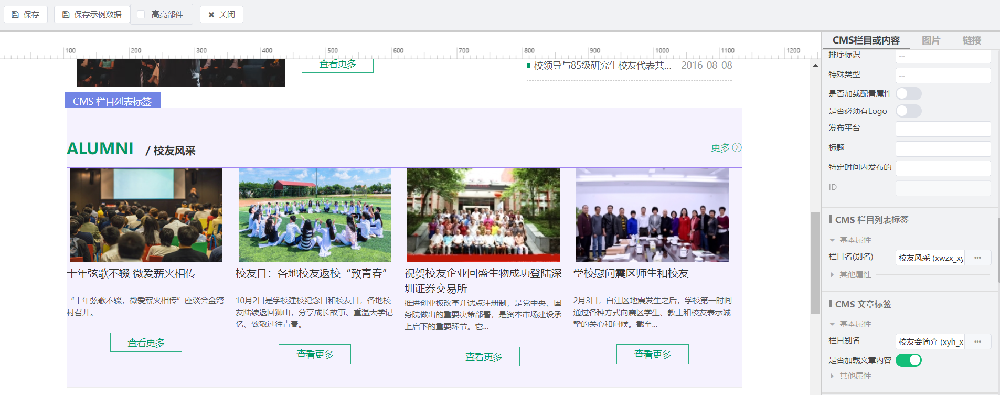 保存
保存示例数据
高亮部件
关闭
100 200 300 400 500 600 700 800 900 1000 1100 1200
查看更多
校领导与85级研究生校友代表共... 2016-08-08
CMS 栏目列表标签
ALUMNI / 校友风采
更多
十年弦歌不辍 微爱薪火相传
“十年弦歌不辍，微爱薪火相传”座谈会金湾
村召开。
查看更多
校友日：各地校友返校“致青春”
10月2日是学校建校纪念日和校友日，各地校
友陆续返回狮山，分享成长故事、重温大学记
忆、致敬过往青春。
查看更多
祝贺校友企业回盛生物成功登陆深
圳证券交易所
推进创业板改革并试点注册制，是党中央、国
务院做出的重要决策部署，是资本市场建设承
上启下的重要环节。它...
查看更多
学校慰问震区师生和校友
2月3日，白江区地震发生之后，学校第一时间
通过各种方式向震区学生、教工和校友表示诚
挚的关心和问候。截至...
查看更多
CMS栏目或内容 图片 链接
排序标识 --
特殊类型 --
是否加载配置属性
是否必须有Logo
发布平台 --
标题 --
特定时间内发布的 --
ID --
CMS 栏目列表标签
基本属性
栏目名(别名) 校友风采 (xwzx_xy ···
其他属性
CMS 文章标签
基本属性
栏目别名 校友会简介 (xyh_x ···
是否加载文章内容
其他属性